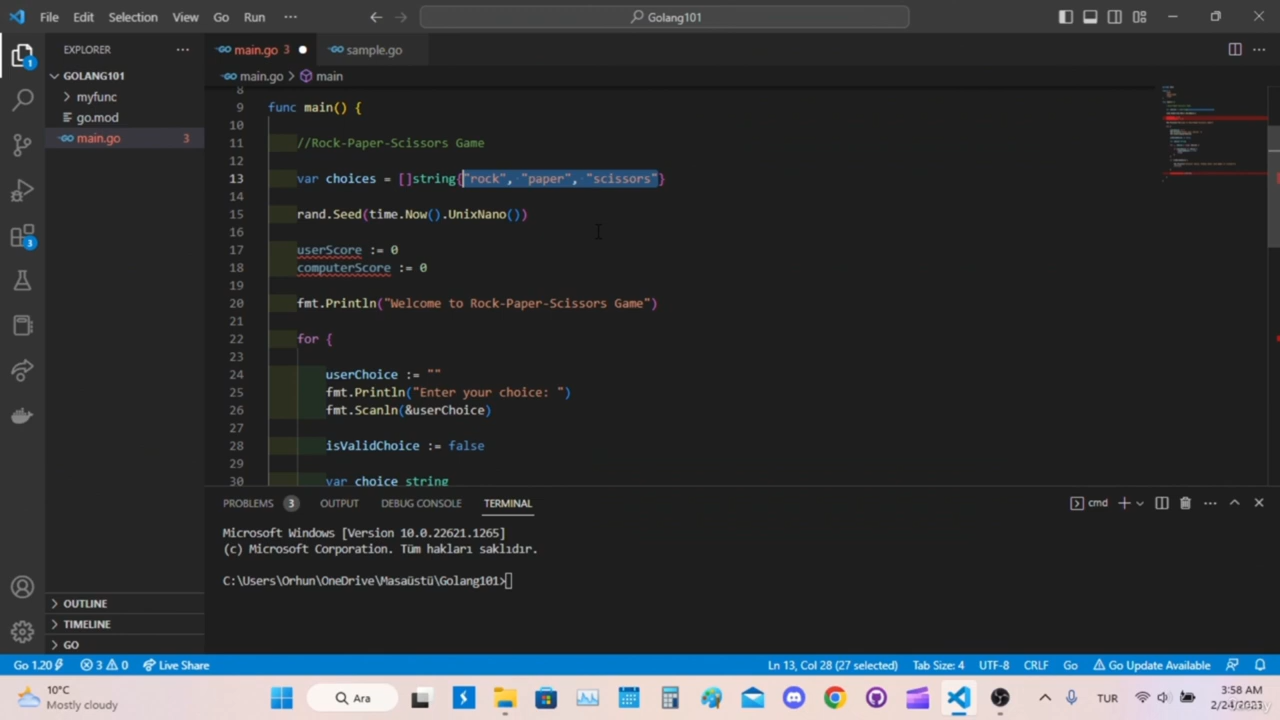 File Edit Selection View Go Run ··· Golang101
EXPLORER
main.go 3 sample.go
GOLANG101
main.go > main
myfunc
go.mod
main.go 3
8
9 func main() {
10
11 //Rock-Paper-Scissors Game
12
13 var choices = []string{"rock", "paper", "scissors"}
14
15 rand.Seed(time.Now().UnixNano())
16
17 userScore := 0
18 computerScore := 0
19
20 fmt.Println("Welcome to Rock-Paper-Scissors Game")
21
22 for {
23
24 userChoice := ""
25 fmt.Println("Enter your choice: ")
26 fmt.Scanln(&userChoice)
27
28 isValidChoice := false
29
30 var choice string
1
3
PROBLEMS 3 OUTPUT DEBUG CONSOLE TERMINAL cmd
Microsoft Windows [Version 10.0.22621.1265]
(c) Microsoft Corporation. Tüm hakları saklıdır.
C:\Users\Orhun\OneDrive\Masaüstü\Golang101>
OUTLINE
TIMELINE
GO
Go 1.20 3 0 Live Share Ln 13, Col 28 (27 selected) Tab Size: 4 UTF-8 CRLF Go Go Update Available
10°C
Mostly cloudy
Ara
TUR
3:58 AM
2/24/2023